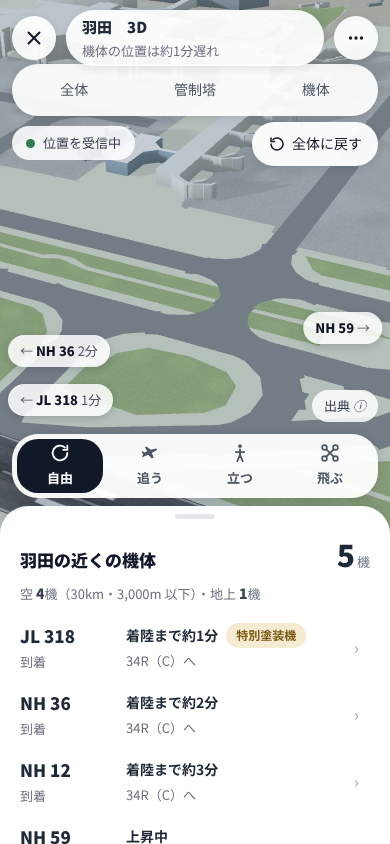 羽田 3D
機体の位置は約1分遅れ
全体 管制塔 機体
位置を受信中
全体に戻す
NH 59 →
← NH 36 2分
← JL 318 1分
出典 ⓘ
自由 追う 立つ 飛ぶ
羽田の近くの機体 5機
空 4機（30km・3,000m 以下）・地上 1機
JL 318 着陸まで約1分 特別塗装機
到着 34R（C）へ
NH 36 着陸まで約2分
到着 34R（C）へ
NH 12 着陸まで約3分
到着 34R（C）へ
NH 59 上昇中